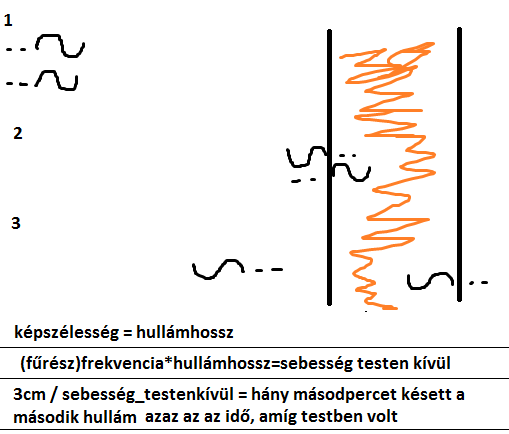 1
2
3
képszélesség = hullámhossz
(fűrész)frekvencia*hullámhossz=sebesség testen kívül
3cm / sebesség_testenkívül = hány másodpercet késett a
második hullám azaz az az idő, amíg testben volt